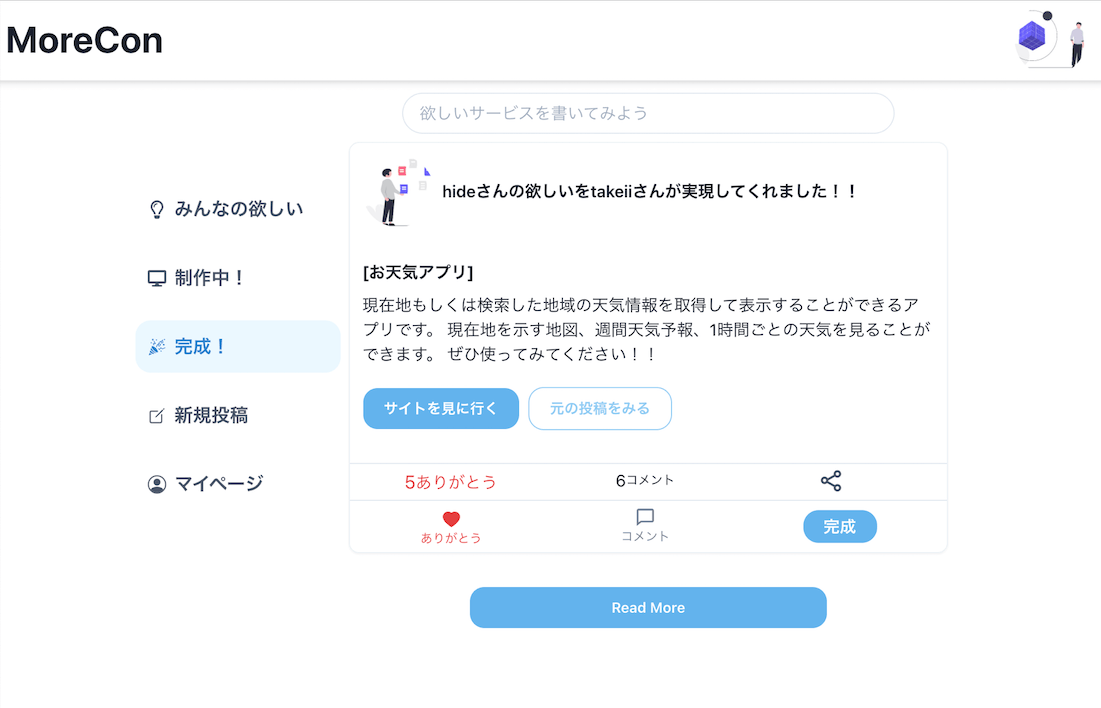 MoreCon
欲しいサービスを書いてみよう
みんなの欲しい
制作中！
完成！
新規投稿
マイページ
hideさんの欲しいをtakeiiさんが実現してくれました！！
[お天気アプリ]
現在地もしくは検索した地域の天気情報を取得して表示することができるア
プリです。 現在地を示す地図、週間天気予報、1時間ごとの天気を見ることが
できます。 ぜひ使ってみてください！！
サイトを見に行く
元の投稿をみる
5ありがとう
6コメント
ありがとう
コメント
完成
Read More